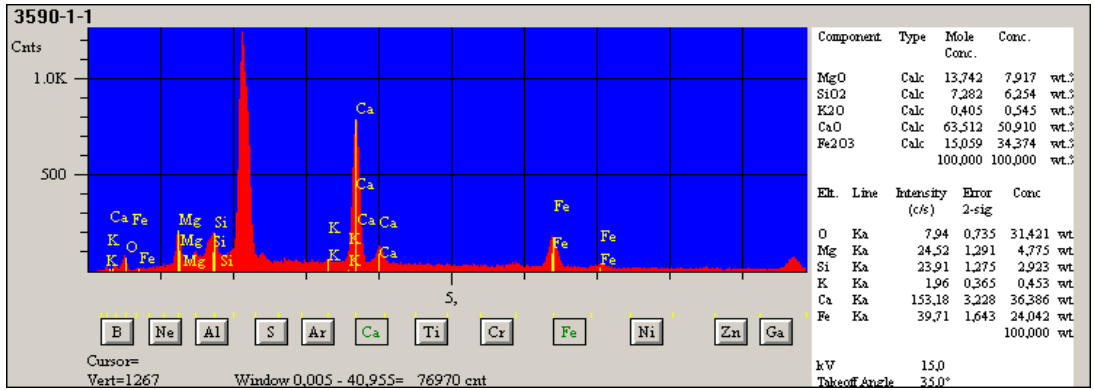 3590-1-1
Cnts
1.0K
500
Ca
Ca
Ca Fe Mg Si K Ca Ca Fe Fe
K O Mg Si K Ca Fe Fe
K Fe Mg Si K K
5,
B Ne Al S Ar Ca Ti Cr Fe Ni Zn Ga
Cursor=
Vert=1267 Window 0,005 - 40,955= 76970 cnt
Component Type Mole Conc.
Conc.
MgO Calc 13,742 7,917 wt.%
SiO2 Calc 7,282 6,254 wt.%
K2O Calc 0,405 0,545 wt.%
CaO Calc 63,512 50,910 wt.%
Fe2O3 Calc 15,059 34,374 wt.%
100,000 100,000 wt.%
Elt. Line Intensity Error Conc
(c/s) 2-sig
O Ka 7,94 0,735 31,421 wt
Mg Ka 24,52 1,291 4,775 wt
Si Ka 23,91 1,275 2,923 wt
K Ka 1,96 0,365 0,453 wt
Ca Ka 153,18 3,228 36,386 wt
Fe Ka 39,71 1,643 24,042 wt
100,000 wt
kV 15,0
Takeoff Angle 35,0°